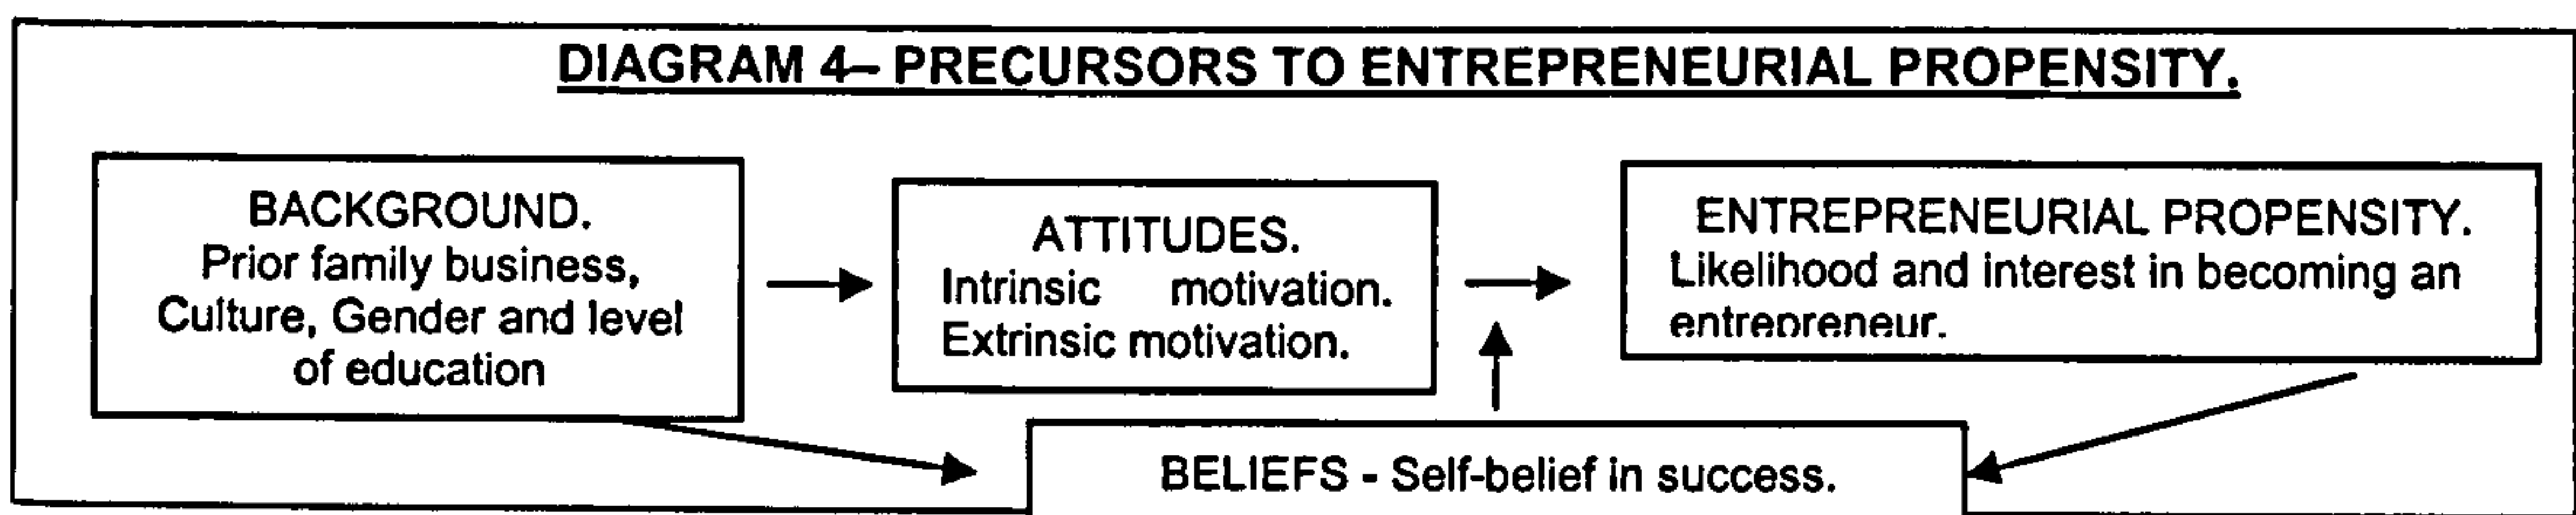 DIAGRAM 4– PRECURSORS TO ENTREPRENEURIAL PROPENSITY.
BACKGROUND.
Prior family business,
Culture, Gender and level
of education
ATTITUDES.
Intrinsic motivation.
Extrinsic motivation.
ENTREPRENEURIAL PROPENSITY.
Likelihood and interest in becoming an
entrepreneur.
BELIEFS - Self-belief in success.